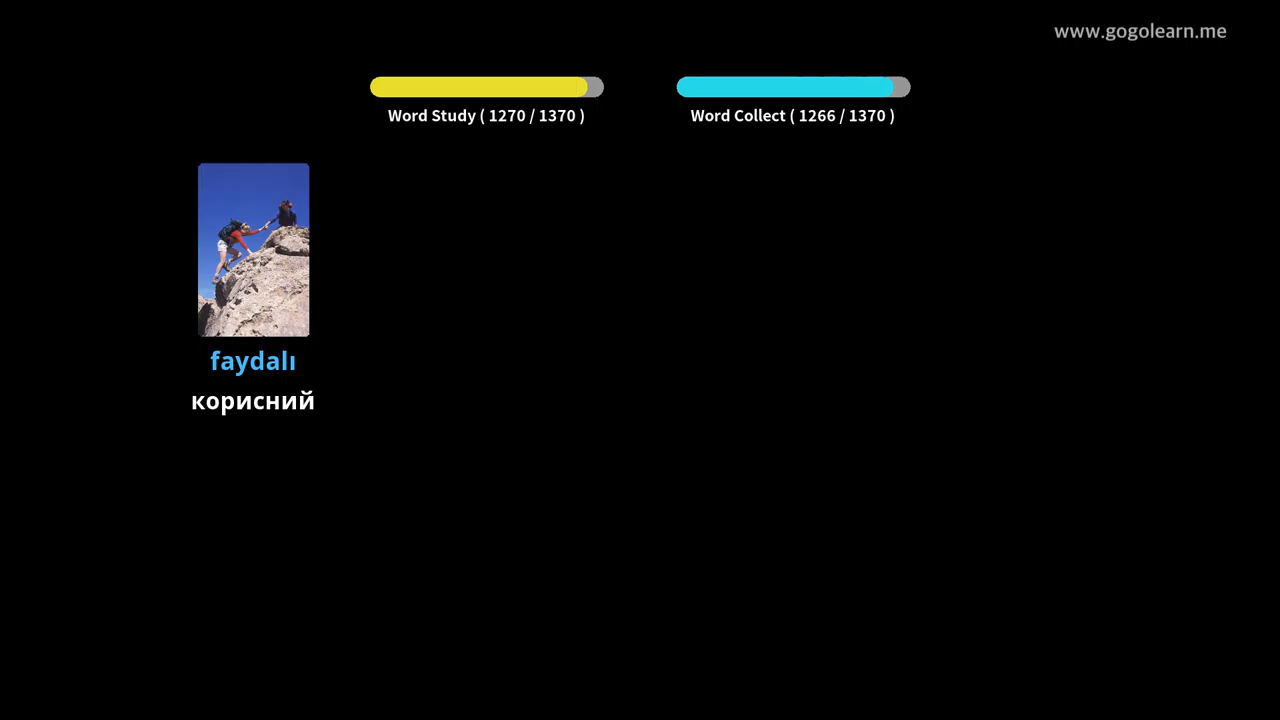 www.gogolearn.me
Word Study ( 1270 / 1370 )
Word Collect ( 1266 / 1370 )
faydalı
корисний